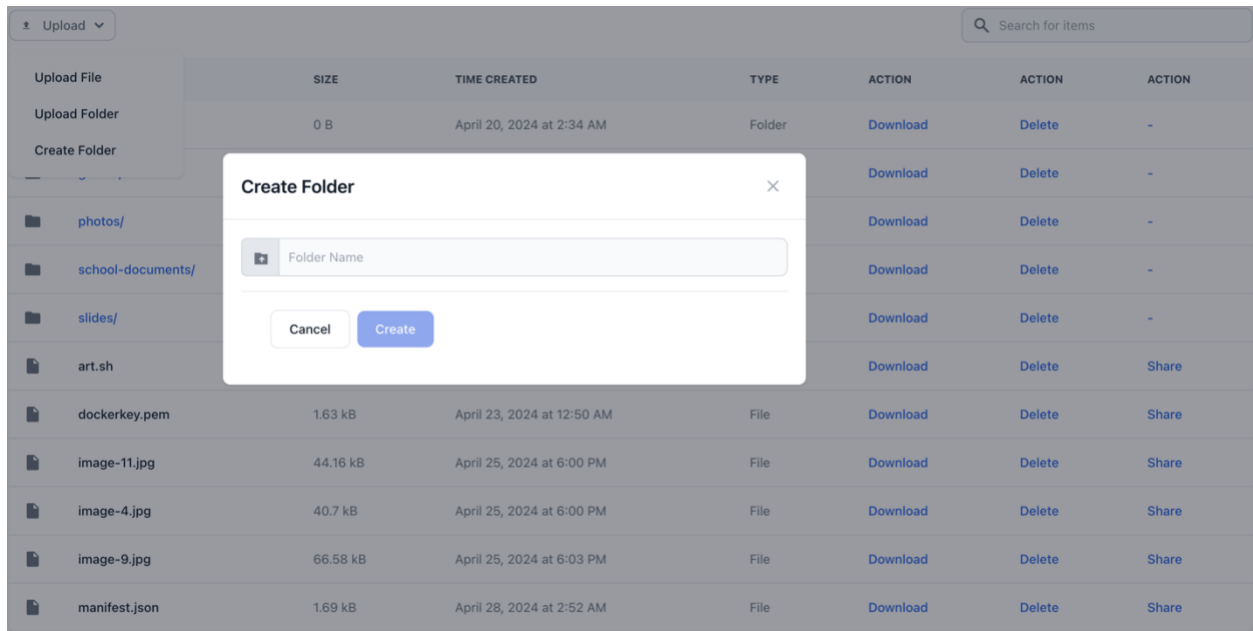 Upload
Search for items
Upload File
SIZE TIME CREATED TYPE ACTION ACTION ACTION
Upload Folder
0 B April 20, 2024 at 2:34 AM Folder Download Delete -
Create Folder
Download Delete -
Create Folder
photos/ Download Delete -
Folder Name
school-documents/ Download Delete -
slides/ Download Delete -
Cancel Create
art.sh Download Delete Share
dockerkey.pem 1.63 kB April 23, 2024 at 12:50 AM File Download Delete Share
image-11.jpg 44.16 kB April 25, 2024 at 6:00 PM File Download Delete Share
image-4.jpg 40.7 kB April 25, 2024 at 6:00 PM File Download Delete Share
image-9.jpg 66.58 kB April 25, 2024 at 6:03 PM File Download Delete Share
manifest.json 1.69 kB April 28, 2024 at 2:52 AM File Download Delete Share